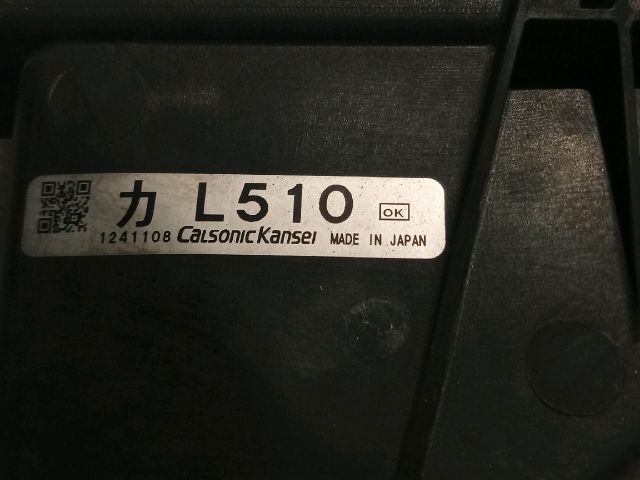 カ L510 OK
1241108 CalsonicKansei MADE IN JAPAN